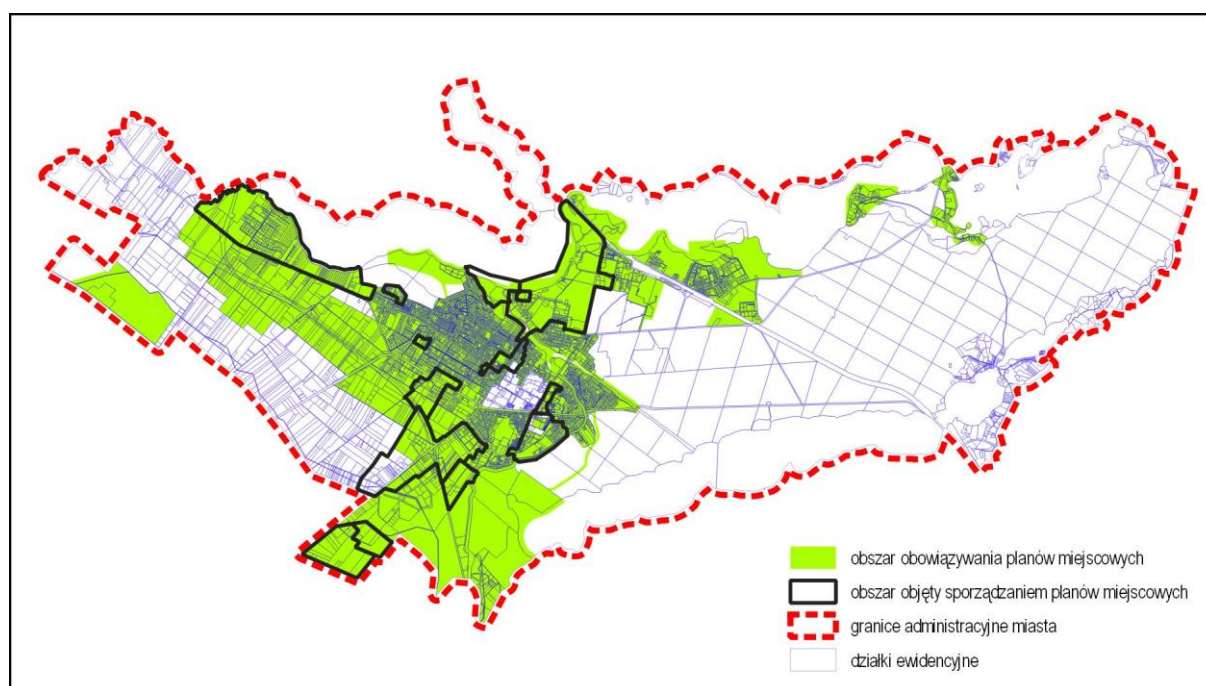 obszar obowiązywania planów miejscowych
obszar objęty sporządzaniem planów miejscowych
granice administracyjne miasta
działki ewidencyjne